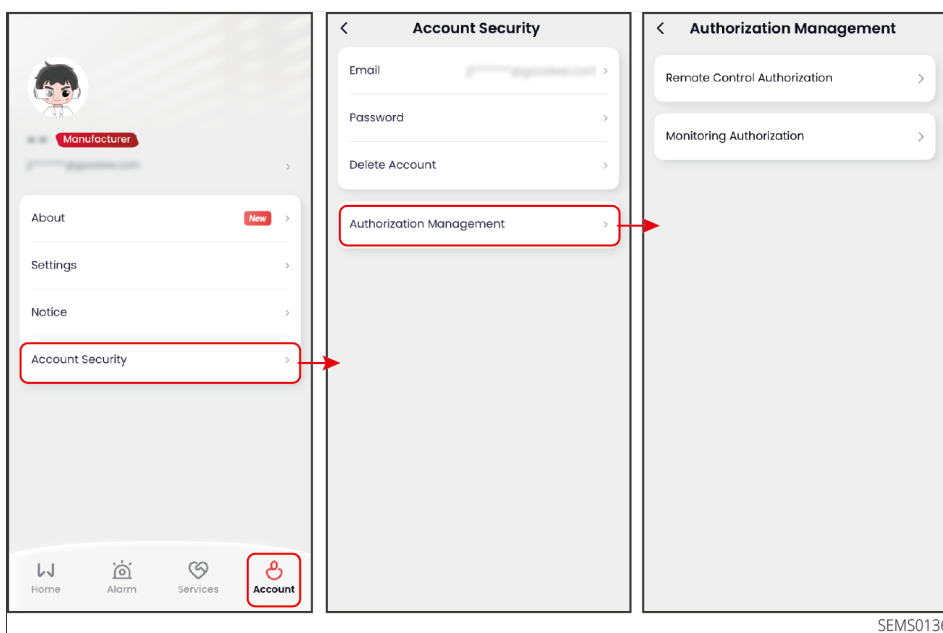 Manufacturer
About
New
Settings
Notice
Account Security
Home
Alarm
Services
Account
Account Security
Email
Password
Delete Account
Authorization Management
Authorization Management
Remote Control Authorization
Monitoring Authorization
SEMS0136